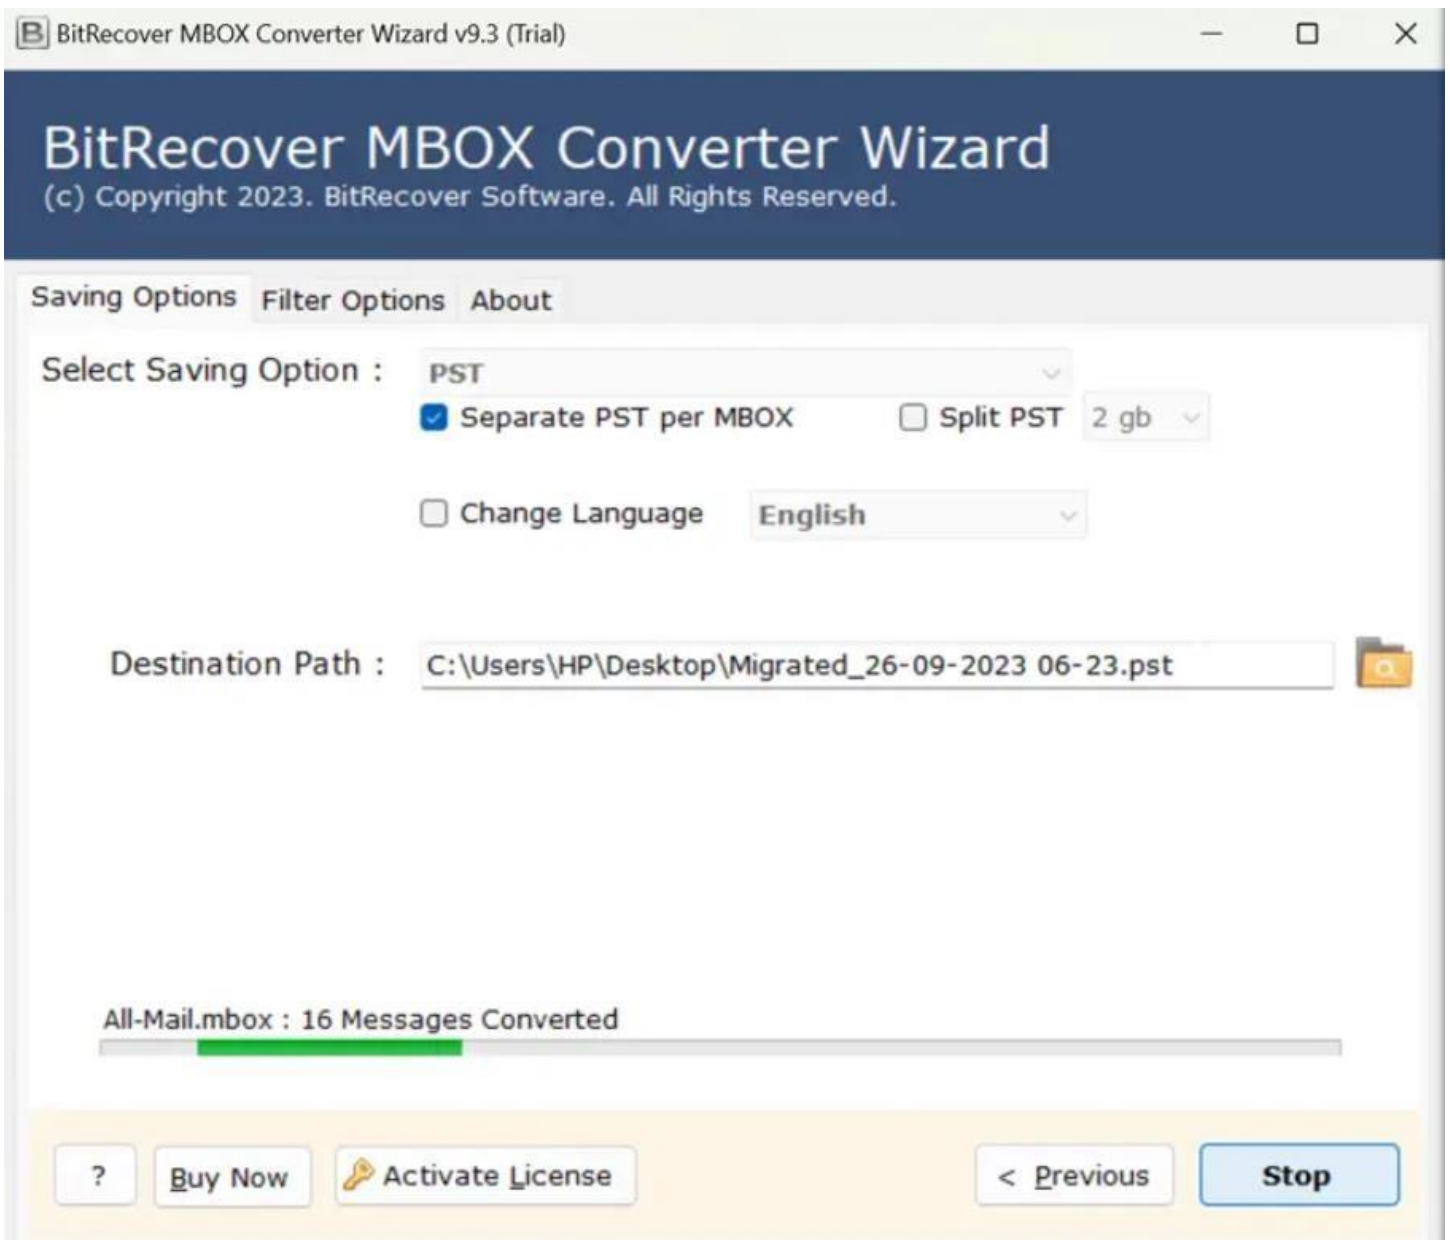 BitRecover MBOX Converter Wizard v9.3 (Trial)
BitRecover MBOX Converter Wizard
(c) Copyright 2023. BitRecover Software. All Rights Reserved.
Saving Options Filter Options About
Select Saving Option : PST
Separate PST per MBOX Split PST 2 gb
Change Language English
Destination Path : C:\Users\HP\Desktop\Migrated_26-09-2023 06-23.pst
All-Mail.mbox : 16 Messages Converted
? Buy Now Activate License < Previous Stop